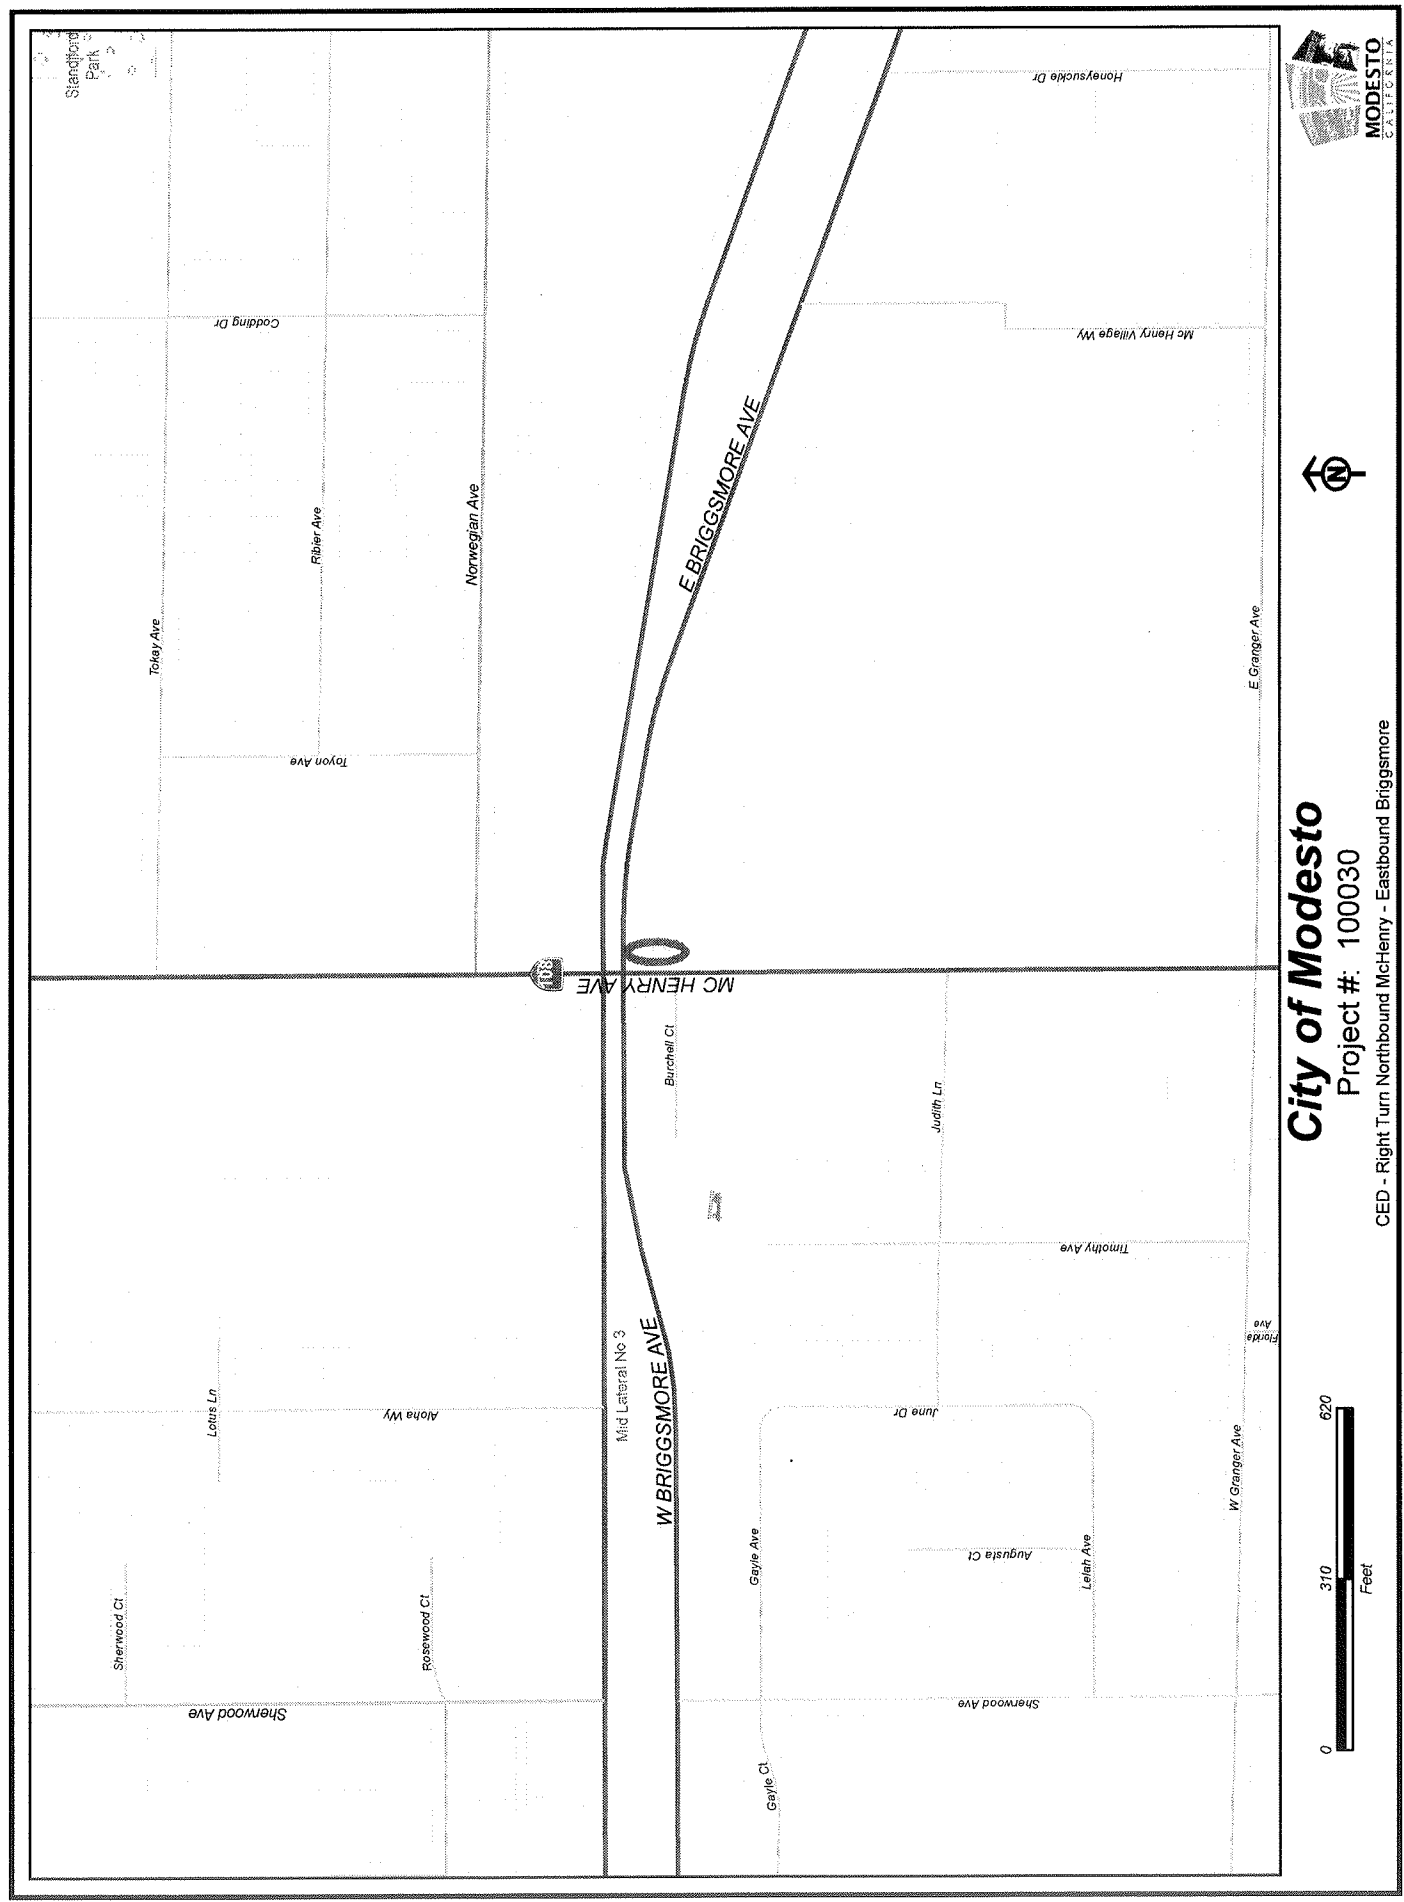 Standiford
Park
Codding Dr
Honeysuckle Dr
Tokay Ave
Ribier Ave
Norwegian Ave
Toyon Ave
Mc Henry Village Wy
E BRIGGSMORE AVE
E Granger Ave
108
MC HENRY AVE
Burchell Ct
Judith Ln
Timothy Ave
Florida
Ave
Mid Lateral No 3
W BRIGGSMORE AVE
Lotus Ln
Aloha Wy
June Dr
Sherwood Ct
Rosewood Ct
Sherwood Ave
Gayle Ave
Augusta Ct
Lelah Ave
W Granger Ave
Sherwood Ave
Gayle Ct
0 310 620
Feet
City of Modesto
Project #: 100030
CED - Right Turn Northbound McHenry - Eastbound Briggsmore
N
MODESTO
CALIFORNIA